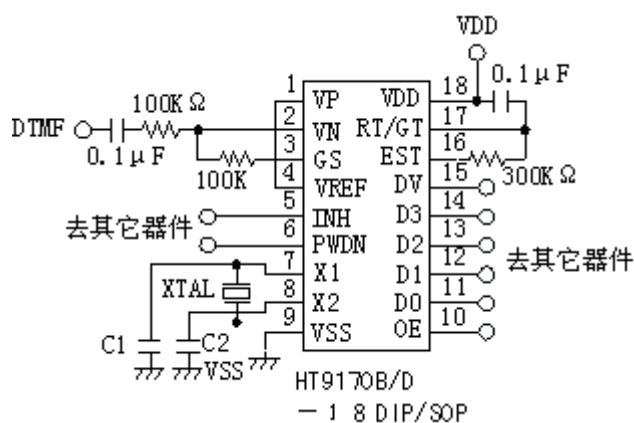 VDD
0.1μF
1 VP VDD 18
100KΩ
DTMF
0.1μF
2 VN RT/GT 17
3 GS EST 16
100K
300KΩ
4 VREF DV 15
5 INH D3 14
去其它器件
6 PWDN D2 13
去其它器件
7 X1 D1 12
XTAL
8 X2 D0 11
9 VSS OE 10
C1
C2
VSS
HT9170B/D
－18DIP/SOP